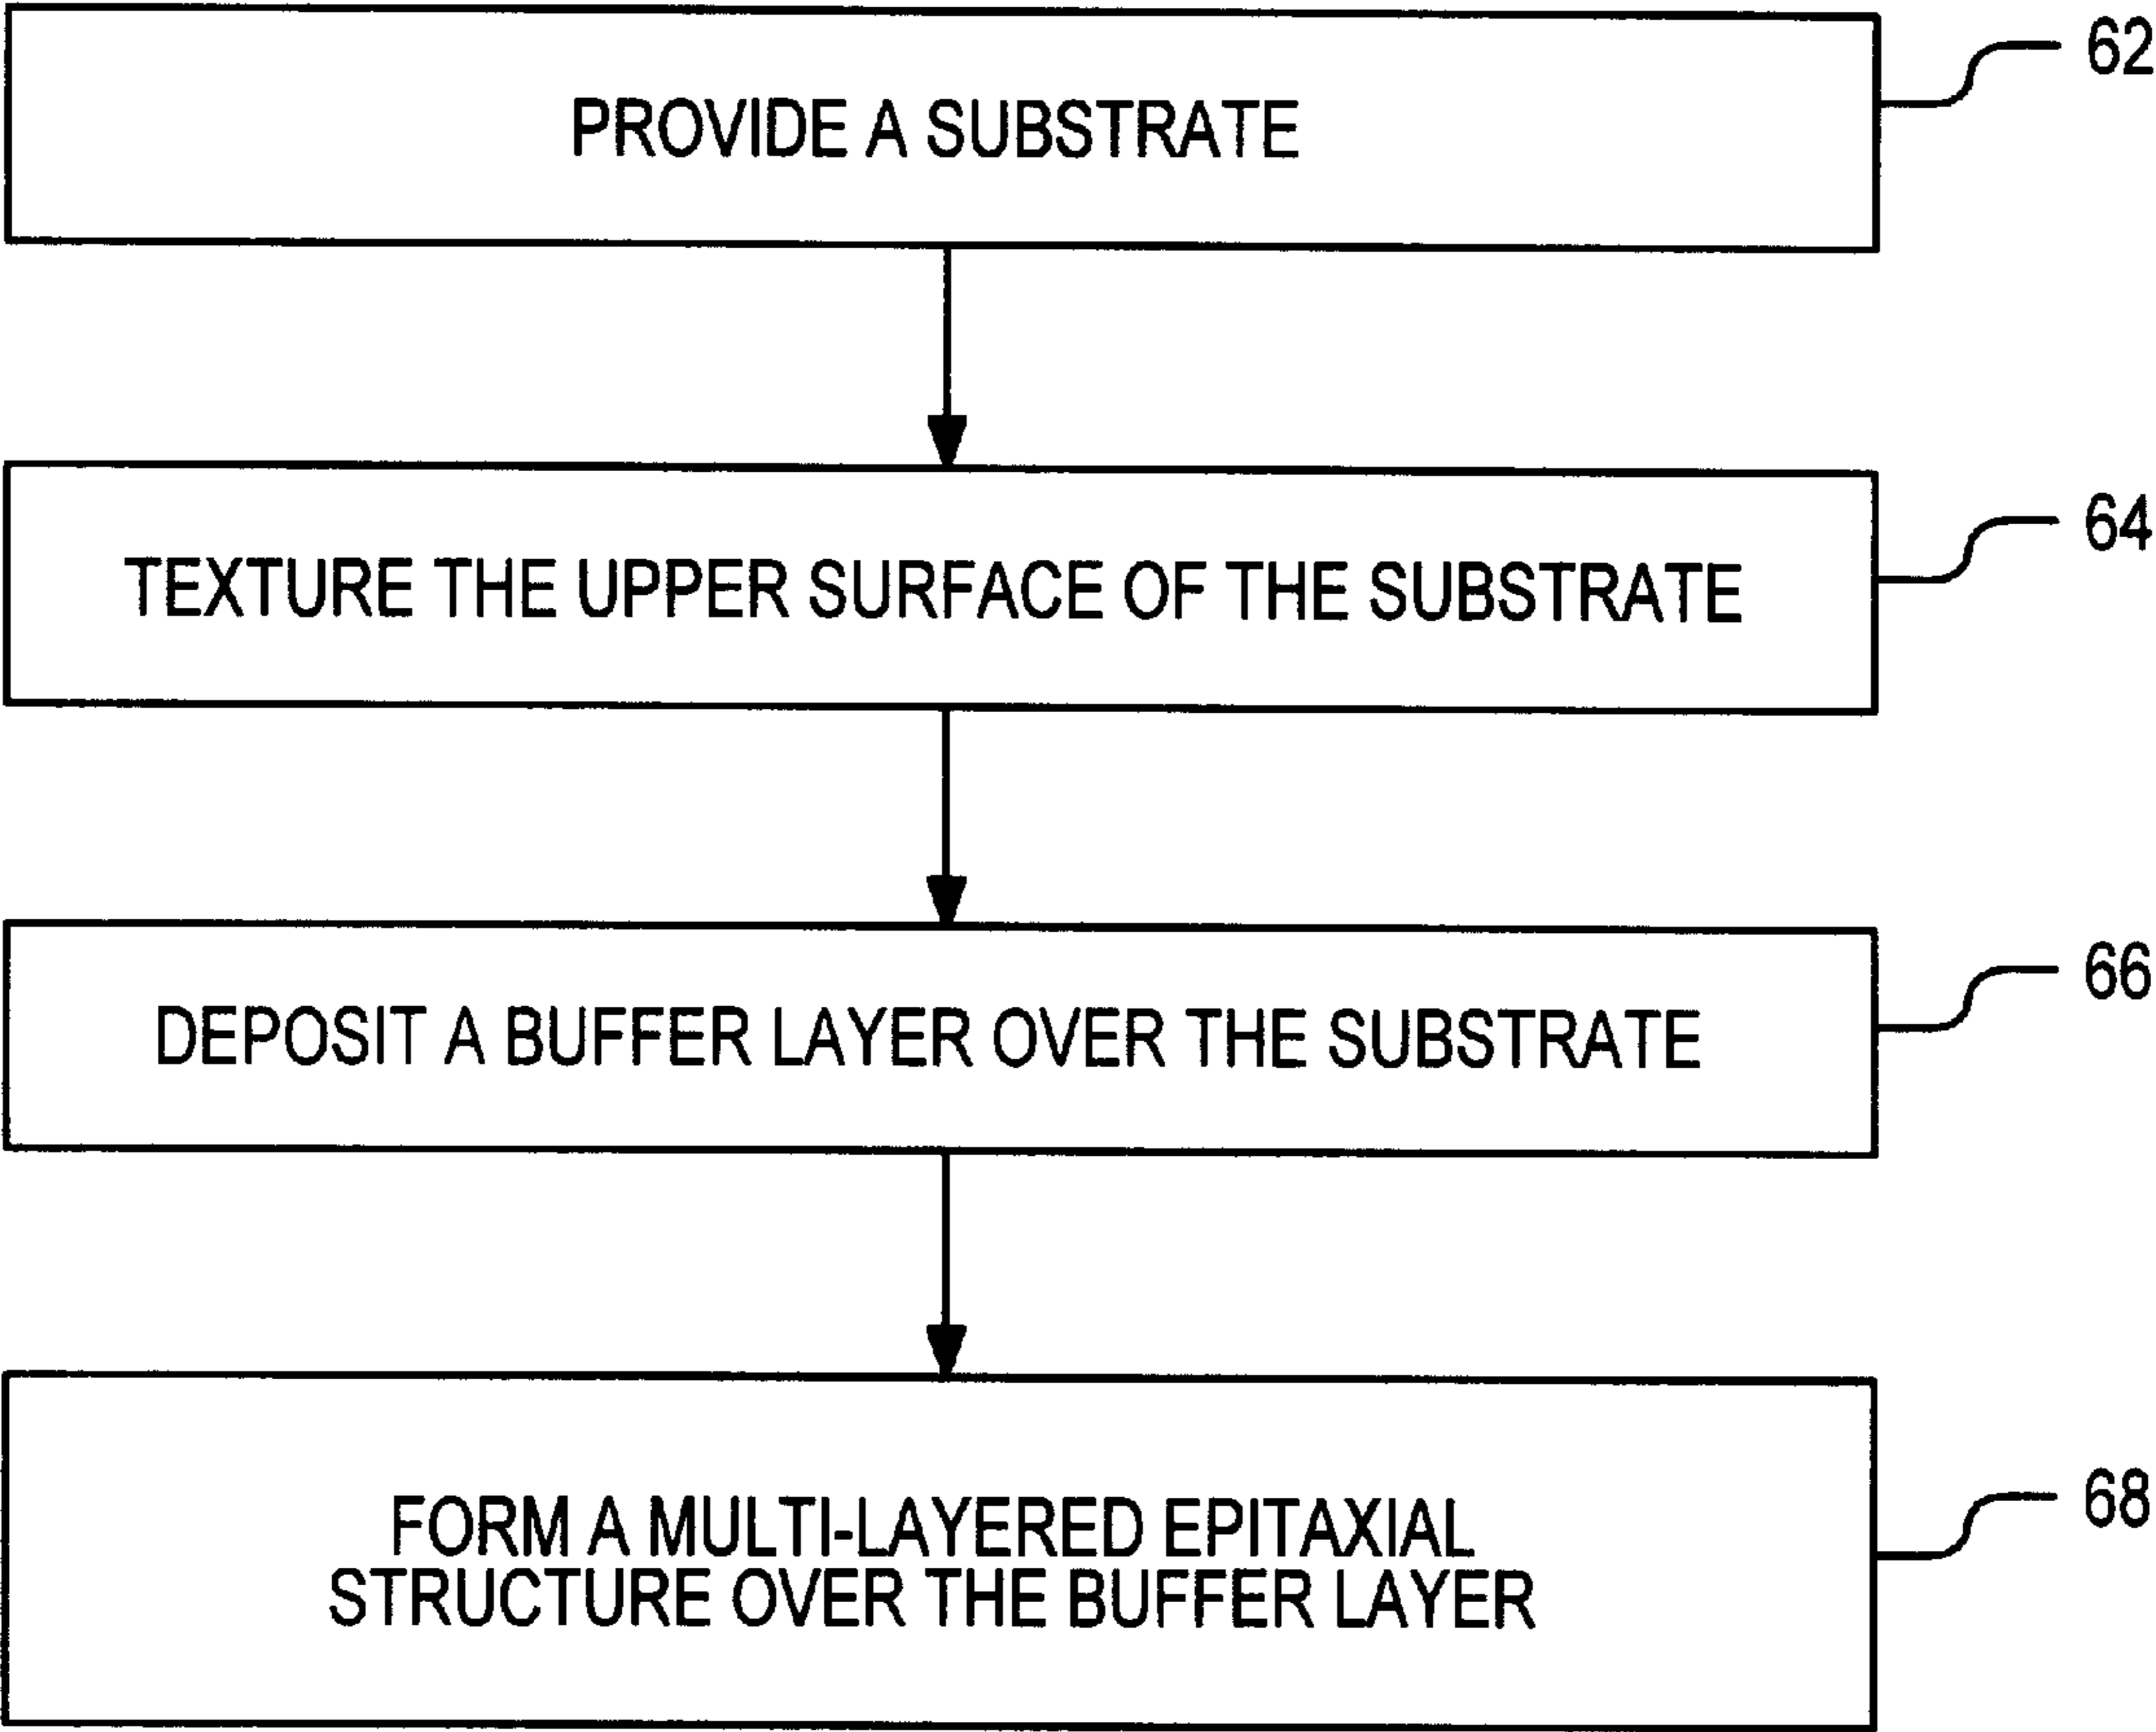 PROVIDE A SUBSTRATE
62
TEXTURE THE UPPER SURFACE OF THE SUBSTRATE
64
DEPOSIT A BUFFER LAYER OVER THE SUBSTRATE
66
FORM A MULTI-LAYERED EPITAXIAL
STRUCTURE OVER THE BUFFER LAYER
68